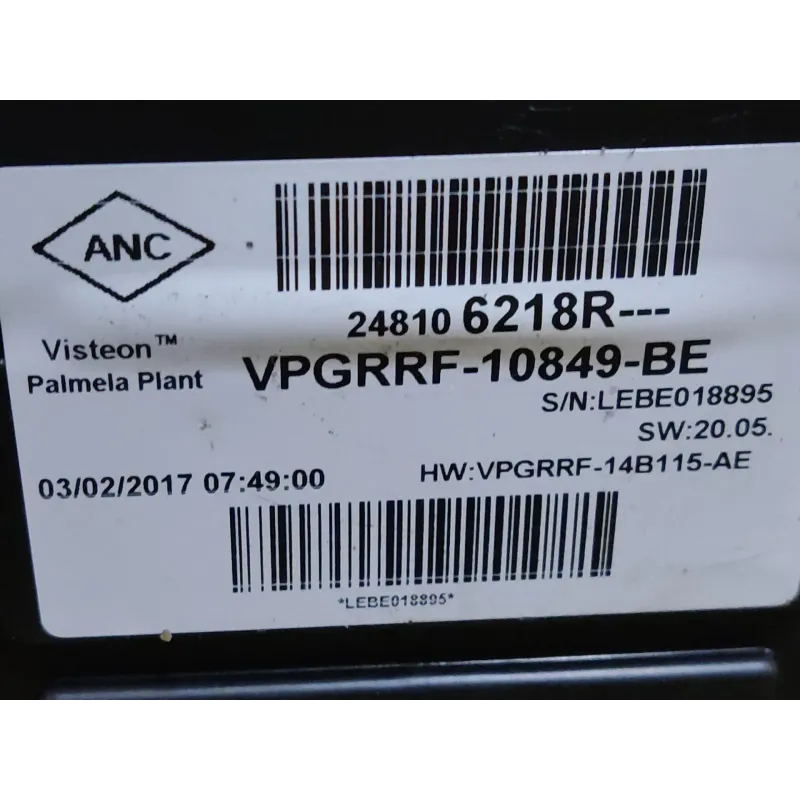 ANC
24810 6218R---
Visteon™
VPGRRF-10849-BE
Palmela Plant
S/N:LEBE018895
SW:20.05.
HW:VPGRRF-14B115-AE
03/02/2017 07:49:00
*LEBE018895*